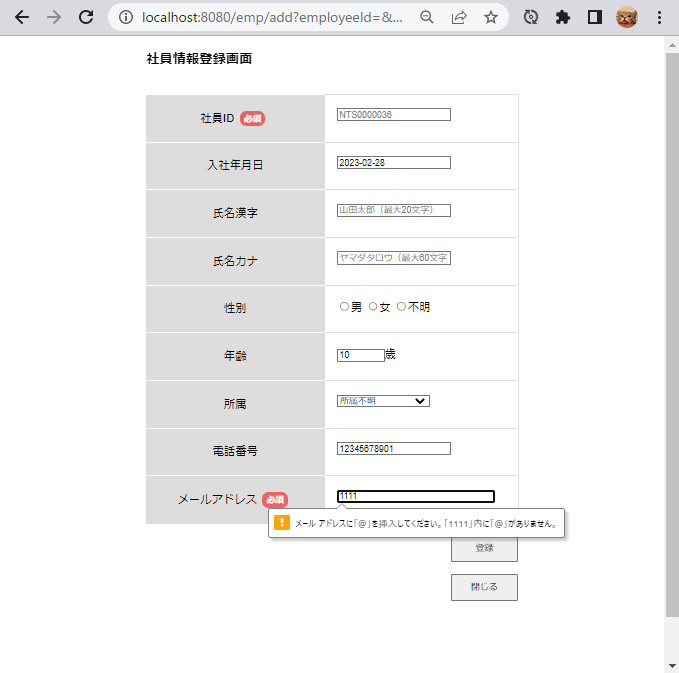 localhost:8080/emp/add?employeeId=&...
社員情報登録画面
社員ID 必須 NTS0000036
入社年月日 2023-02-28
氏名漢字 山田太郎（最大20文字）
氏名カナ ヤマダタロウ（最大60文字
性別 男 女 不明
年齢 10 歳
所属 所属不明
電話番号 12345678901
メールアドレス 必須 1111
メール アドレスに「@」を挿入してください。「1111」内に「@」がありません。
登録
閉じる